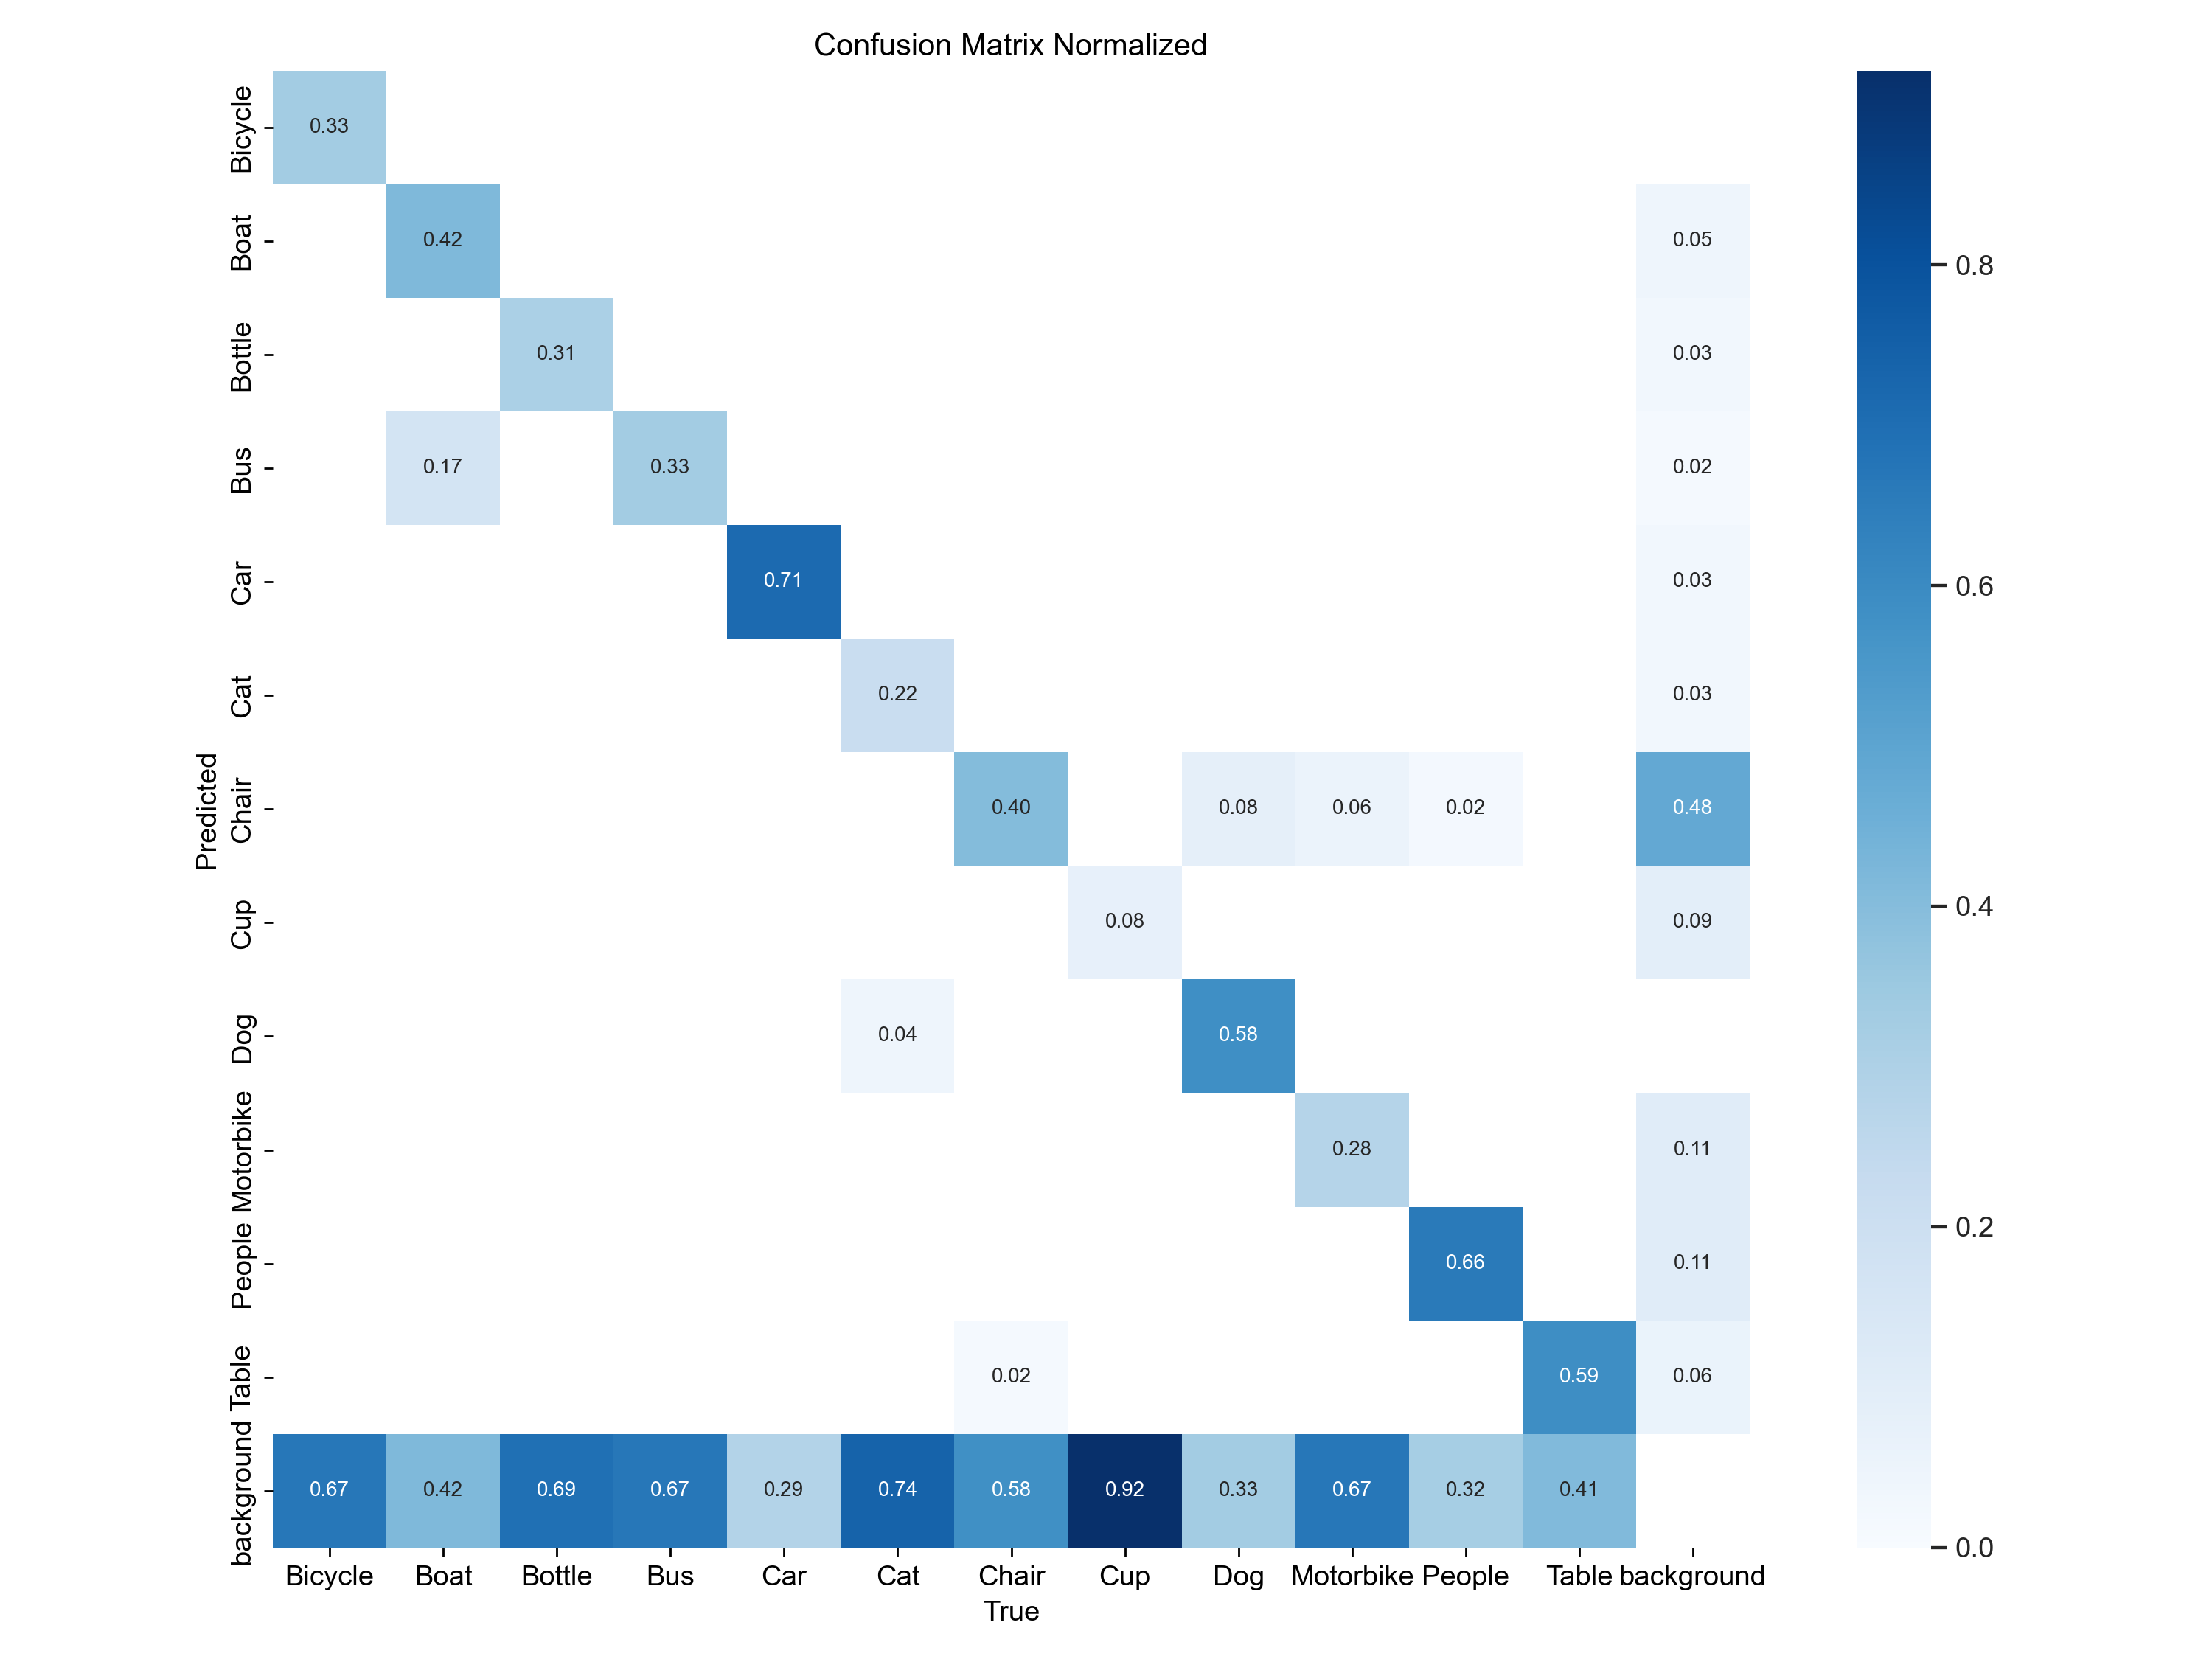 Confusion Matrix Normalized
Predicted
Bicycle 0.33
Boat 0.42 0.05
Bottle 0.31 0.03
Bus 0.17 0.33 0.02
Car 0.71 0.03
Cat 0.22 0.03
Chair 0.40 0.08 0.06 0.02 0.48
Cup 0.08 0.09
Dog 0.04 0.58
Motorbike 0.28 0.11
People 0.66 0.11
Table 0.02 0.59 0.06
background 0.67 0.42 0.69 0.67 0.29 0.74 0.58 0.92 0.33 0.67 0.32 0.41
Bicycle Boat Bottle Bus Car Cat Chair Cup Dog Motorbike People Table background
True
0.8
0.6
0.4
0.2
0.0